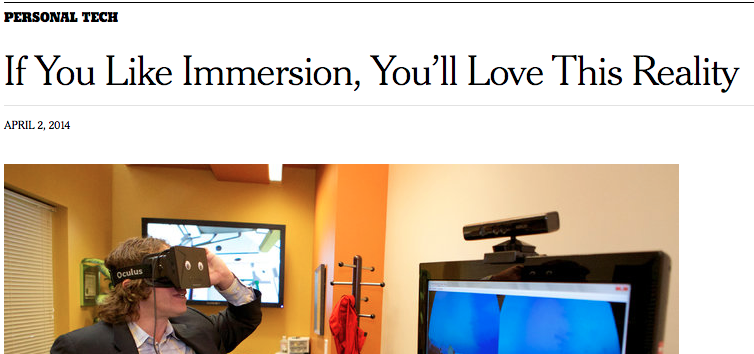 PERSONAL TECH
If You Like Immersion, You'll Love This Reality
APRIL 2, 2014
Oculus